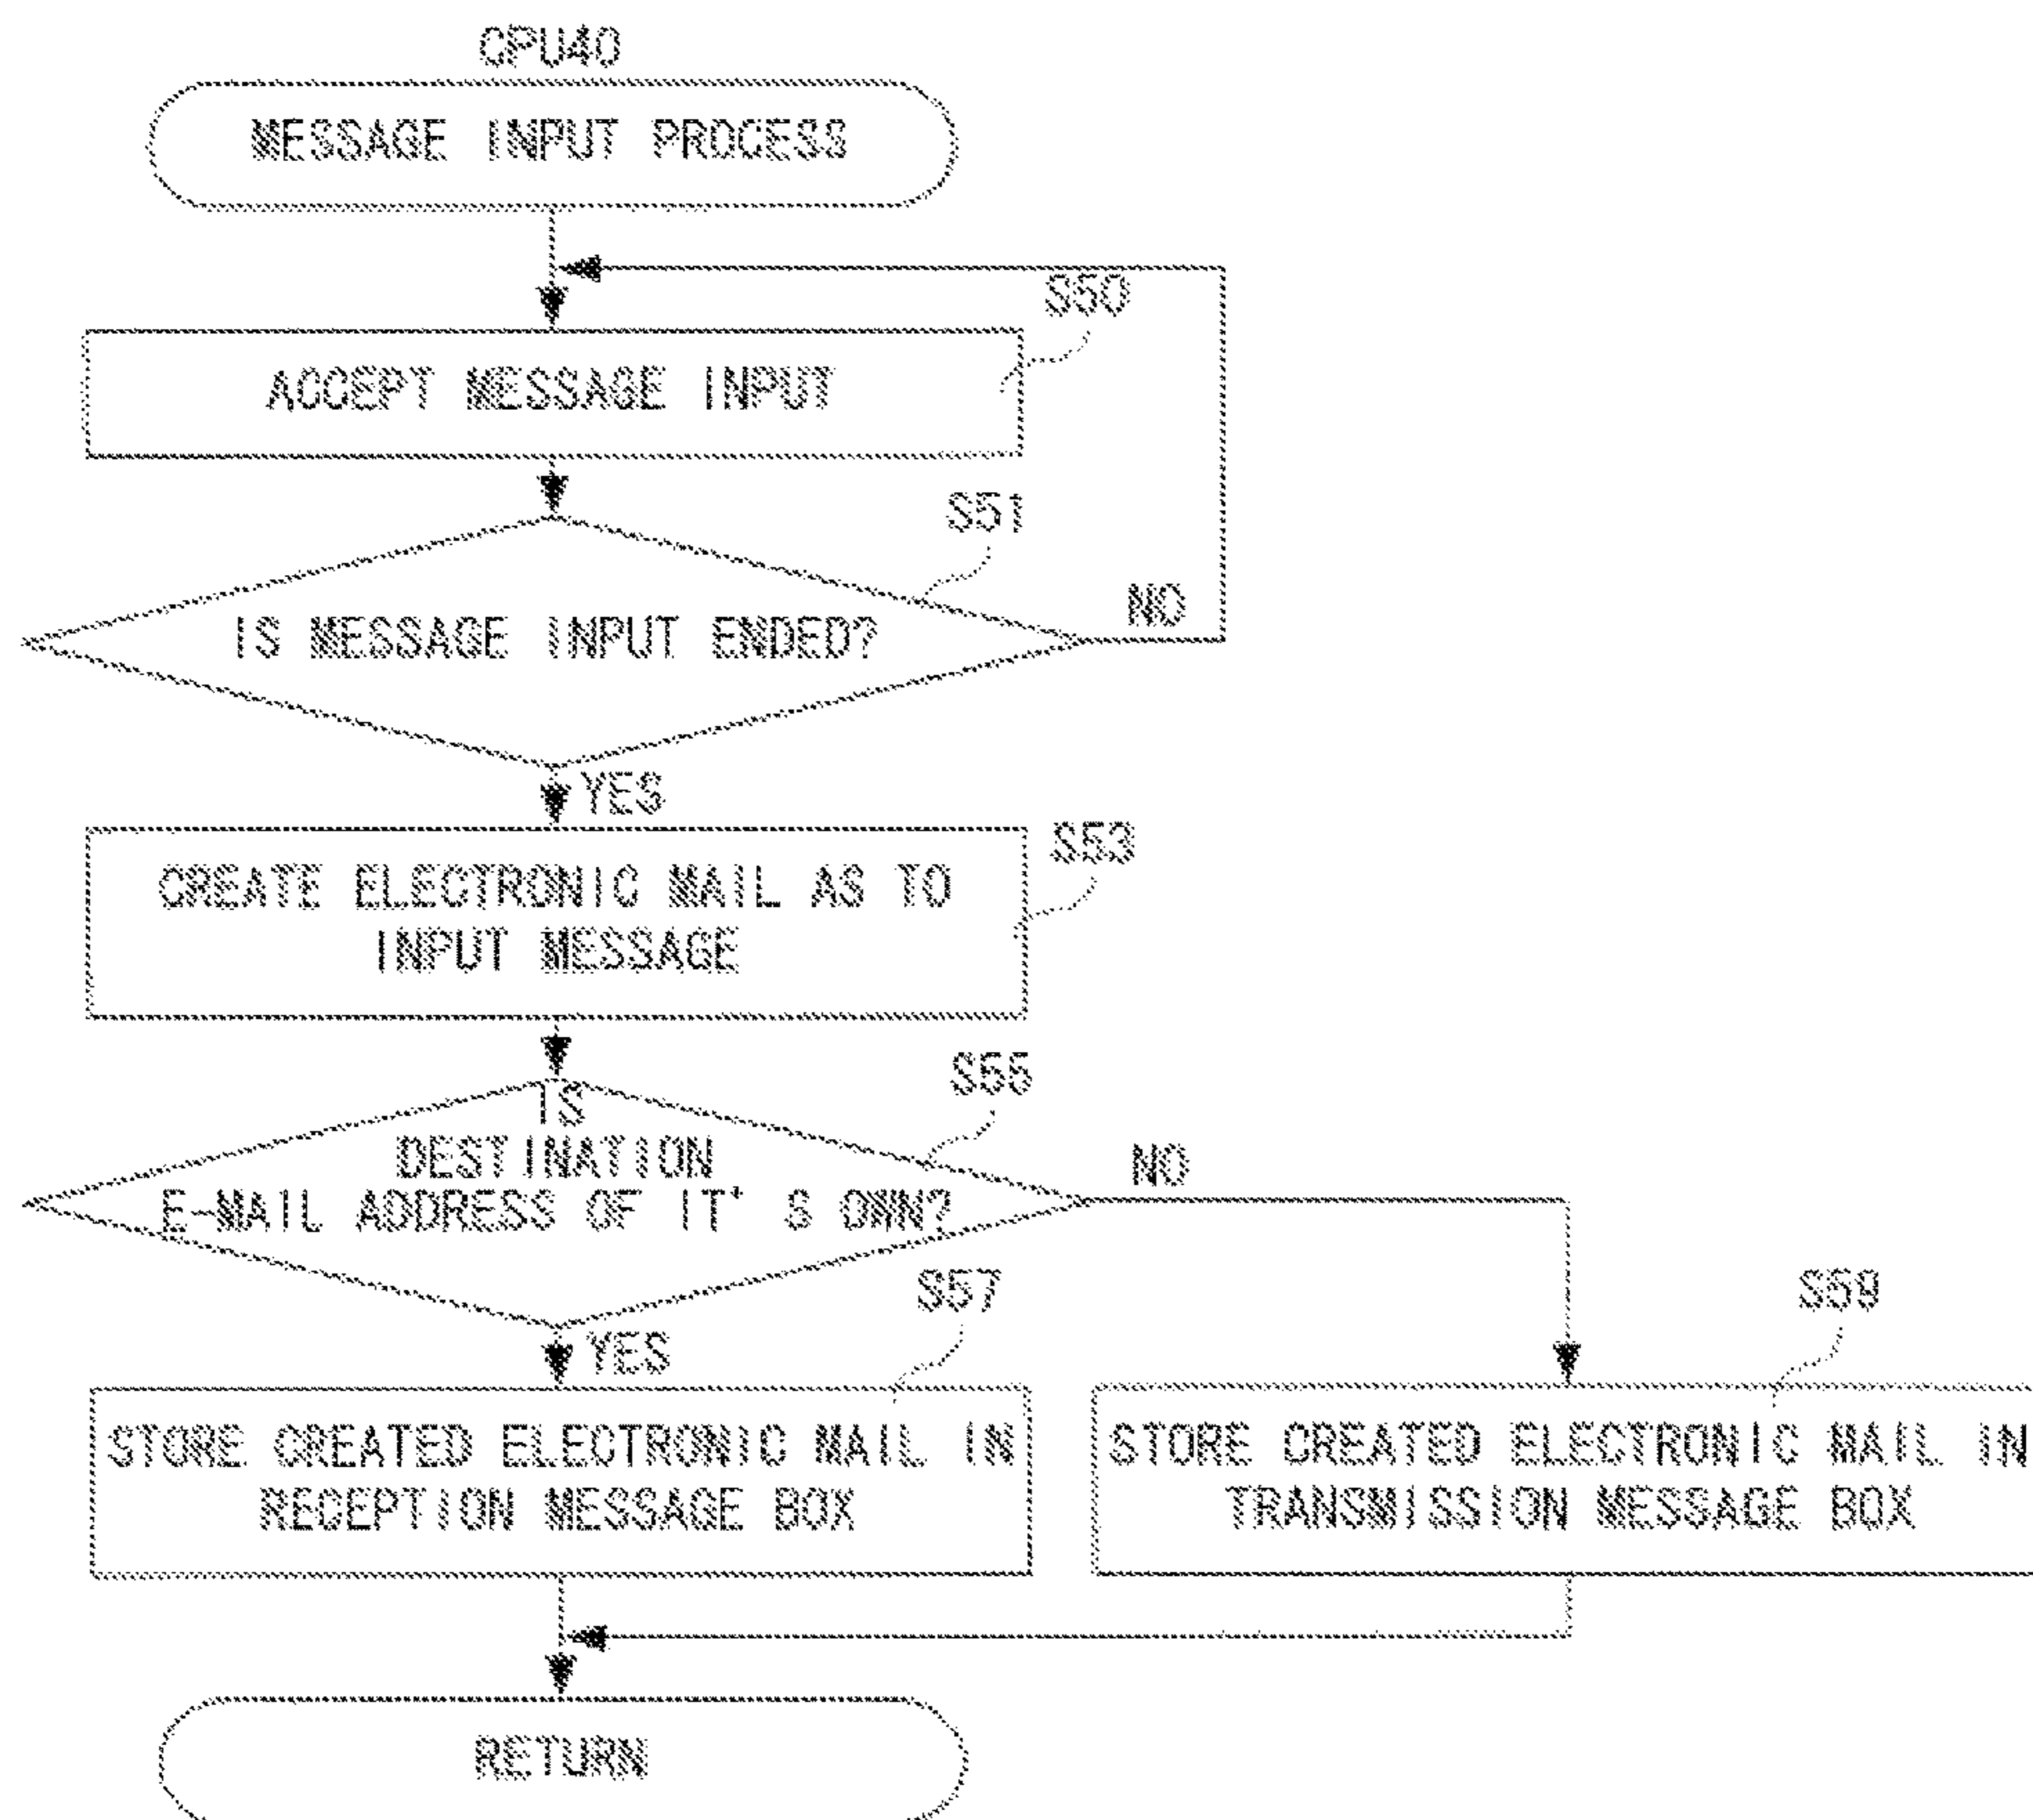 CPU40
MESSAGE INPUT PROCESS
S50
ACCEPT MESSAGE INPUT
S51
IS MESSAGE INPUT ENDED?
NO
YES
S53
CREATE ELECTRONIC MAIL AS TO
INPUT MESSAGE
S55
IS
DESTINATION
E-MAIL ADDRESS OF IT'S OWN?
NO
YES
S57
STORE CREATED ELECTRONIC MAIL IN
RECEPTION MESSAGE BOX
S59
STORE CREATED ELECTRONIC MAIL IN
TRANSMISSION MESSAGE BOX
RETURN